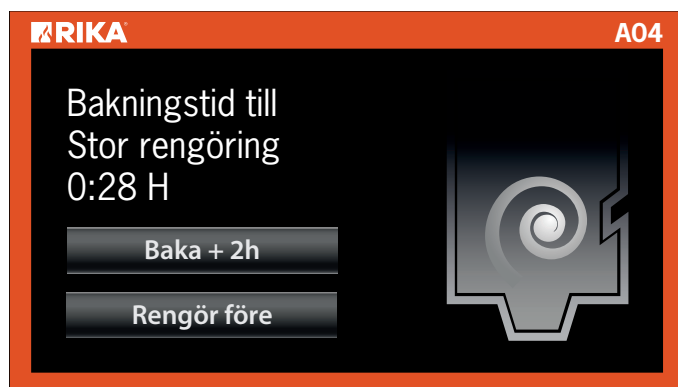 RIKA
A04
Bakningstid till
Stor rengöring
0:28 H
Baka + 2h
Rengör före